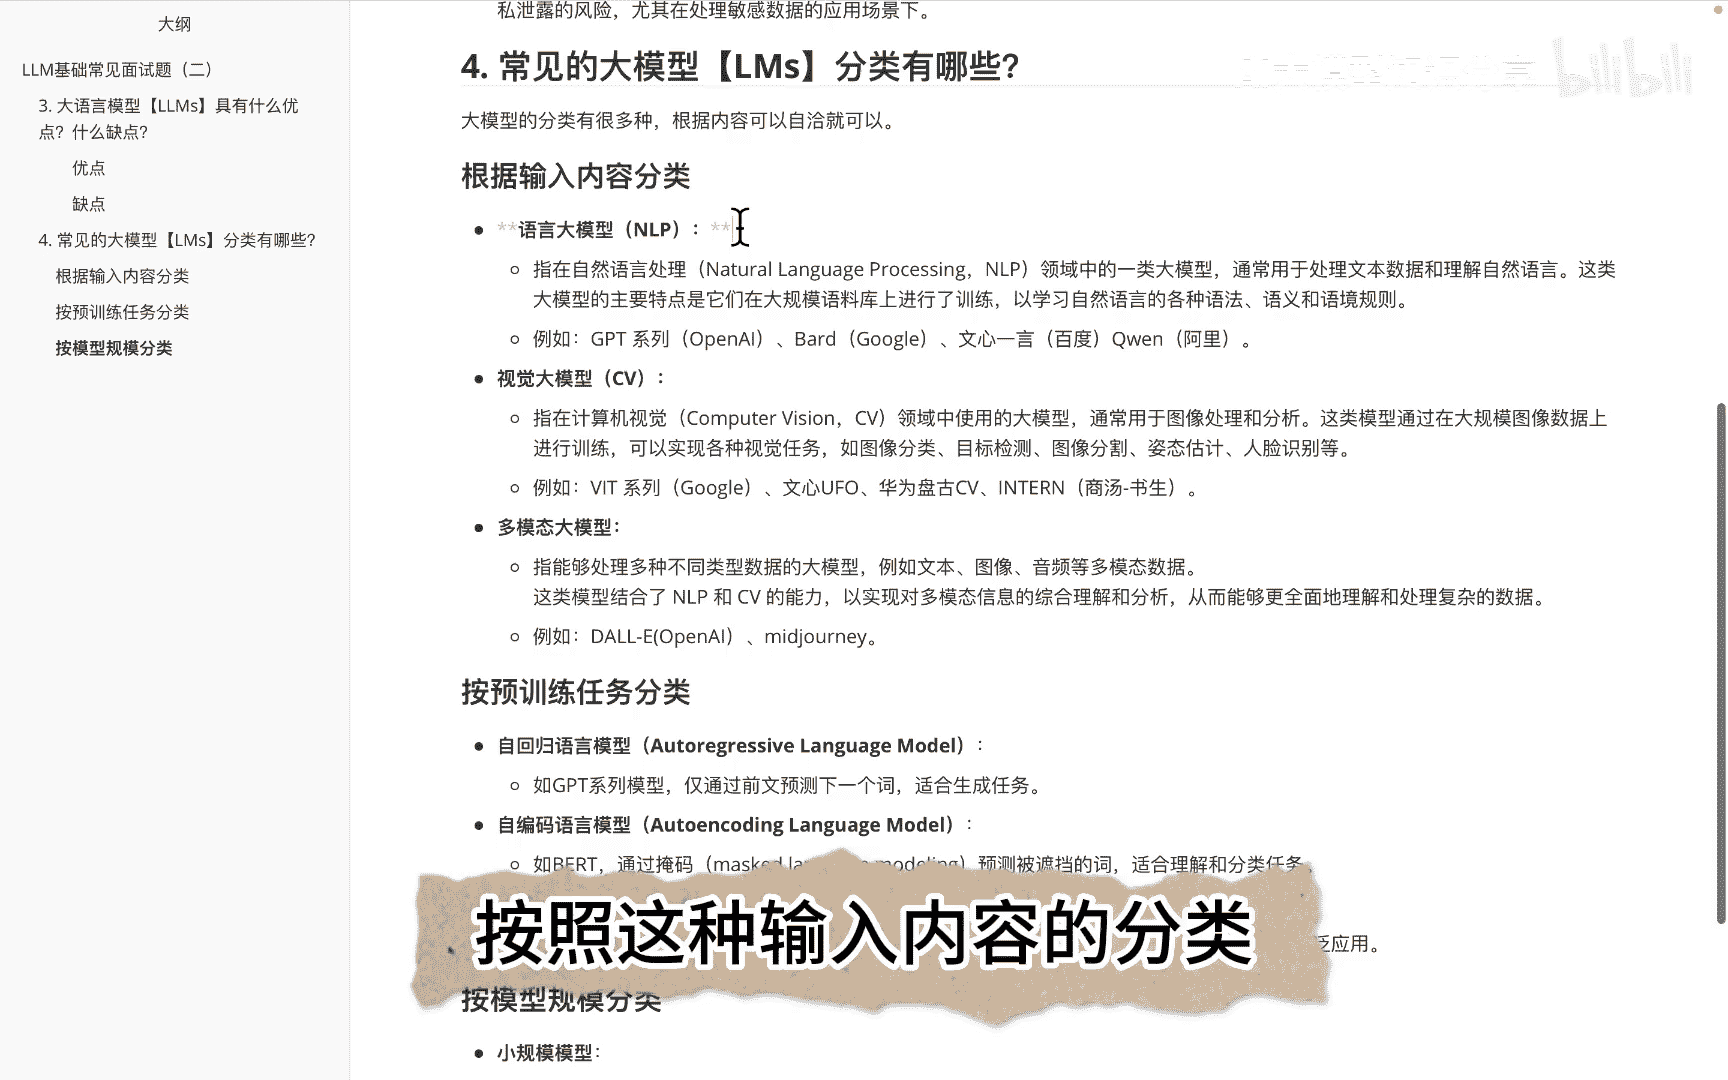 大纲
LLM基础常见面试题（二）
3. 大语言模型【LLMs】具有什么优
点？什么缺点？
优点
缺点
4. 常见的大模型【LMs】分类有哪些？
根据输入内容分类
按预训练任务分类
按模型规模分类
私泄露的风险，尤其在处理敏感数据的应用场景下。
4. 常见的大模型【LMs】分类有哪些？
bilibili
大模型的分类有很多种，根据内容可以自洽就可以。
根据输入内容分类
**语言大模型（NLP）：**
指在自然语言处理（Natural Language Processing，NLP）领域中的一类大模型，通常用于处理文本数据和理解自然语言。这类
大模型的主要特点是它们在大规模语料库上进行了训练，以学习自然语言的各种语法、语义和语境规则。
例如：GPT 系列（OpenAI）、Bard（Google）、文心一言（百度）Qwen（阿里）。
视觉大模型（CV）：
指在计算机视觉（Computer Vision，CV）领域中使用的大模型，通常用于图像处理和分析。这类模型通过在大规模图像数据上
进行训练，可以实现各种视觉任务，如图像分类、目标检测、图像分割、姿态估计、人脸识别等。
例如：VIT 系列（Google）、文心UFO、华为盘古CV、INTERN（商汤-书生）。
多模态大模型：
指能够处理多种不同类型数据的大模型，例如文本、图像、音频等多模态数据。
这类模型结合了 NLP 和 CV 的能力，以实现对多模态信息的综合理解和分析，从而能够更全面地理解和处理复杂的数据。
例如：DALL-E(OpenAI）、midjourney。
按预训练任务分类
自回归语言模型（Autoregressive Language Model）：
如GPT系列模型，仅通过前文预测下一个词，适合生成任务。
自编码语言模型（Autoencoding Language Model）：
如BERT，通过掩码（masked language modeling）预测被遮挡的词，适合理解和分类任务。
按照这种输入内容的分类
泛应用。
按模型规模分类
小规模模型：